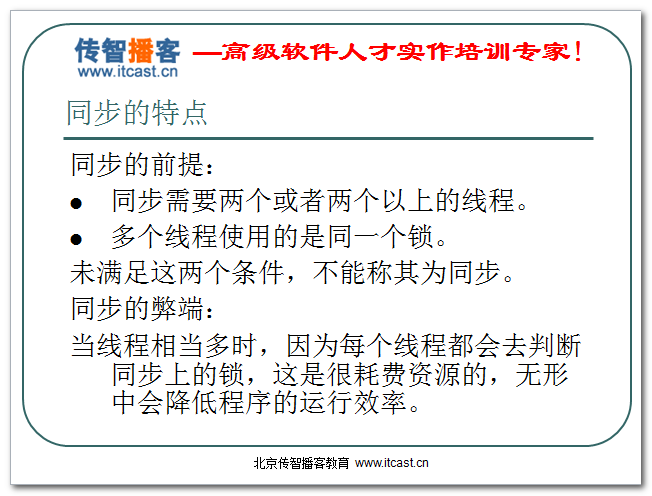 传智播客 —高级软件人才实作培训专家!
www.itcast.cn
同步的特点
同步的前提：
● 同步需要两个或者两个以上的线程。
● 多个线程使用的是同一个锁。
未满足这两个条件，不能称其为同步。
同步的弊端：
当线程相当多时，因为每个线程都会去判断
同步上的锁，这是很耗费资源的，无形
中会降低程序的运行效率。
北京传智播客教育 www.itcast.cn